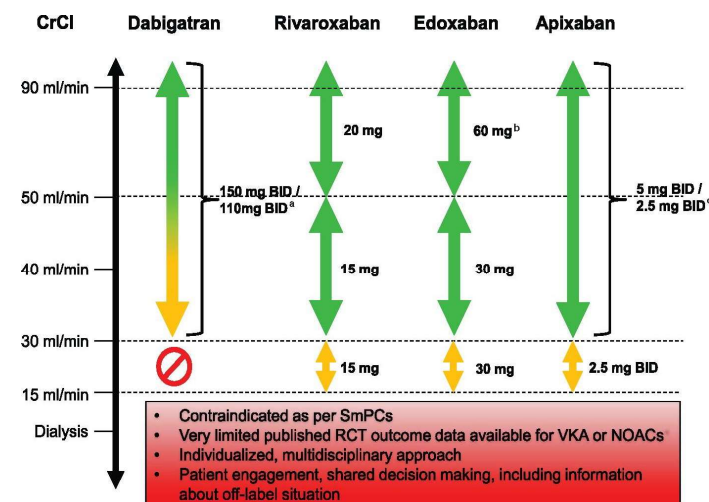 CrCl Dabigatran Rivaroxaban Edoxaban Apixaban
90 ml/min
20 mg 60 mgᵇ
50 ml/min
150 mg BID /
110mg BIDᵃ
5 mg BID /
2.5 mg BID
40 ml/min 15 mg 30 mg
30 ml/min
15 mg 30 mg 2.5 mg BID
15 ml/min
Dialysis
• Contraindicated as per SmPCs
• Very limited published RCT outcome data available for VKA or NOACs
• Individualized, multidisciplinary approach
• Patient engagement, shared decision making, including information
about off-label situation